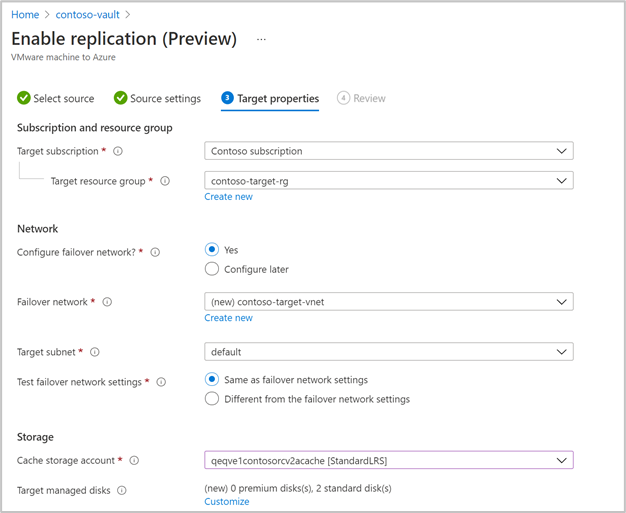 Home > contoso-vault >
Enable replication (Preview) ...
VMware machine to Azure
Select source Source settings 3 Target properties 4 Review
Subscription and resource group
Target subscription * Contoso subscription
Target resource group * contoso-target-rg
Create new
Network
Configure failover network? * Yes
Configure later
Failover network * (new) contoso-target-vnet
Create new
Target subnet * default
Test failover network settings * Same as failover network settings
Different from the failover network settings
Storage
Cache storage account * qeqve1contosorcv2acache [StandardLRS]
Target managed disks (new) 0 premium disks(s), 2 standard disk(s)
Customize